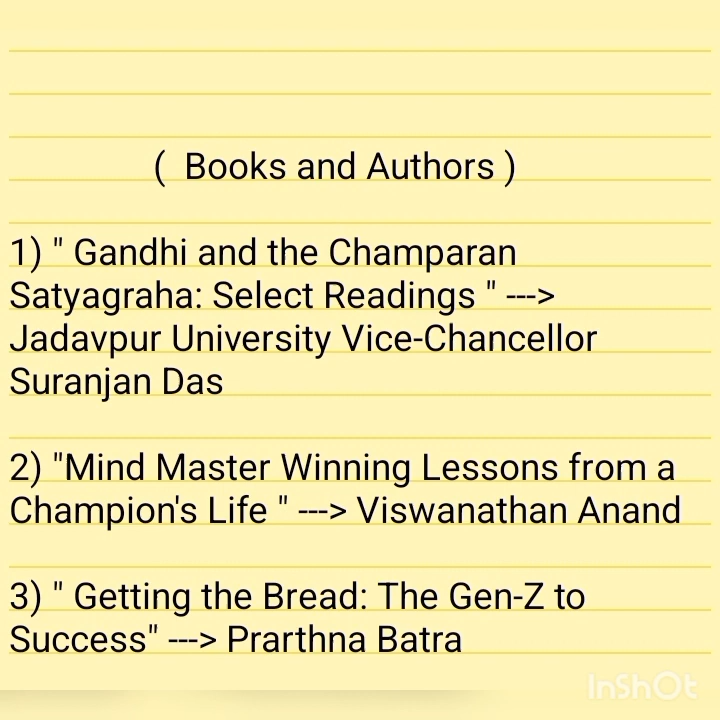 ( Books and Authors )
1) " Gandhi and the Champaran
Satyagraha: Select Readings " --->
Jadavpur University Vice-Chancellor
Suranjan Das
2) "Mind Master Winning Lessons from a
Champion's Life " ---> Viswanathan Anand
3) " Getting the Bread: The Gen-Z to
Success" ---> Prarthna Batra
InShOt